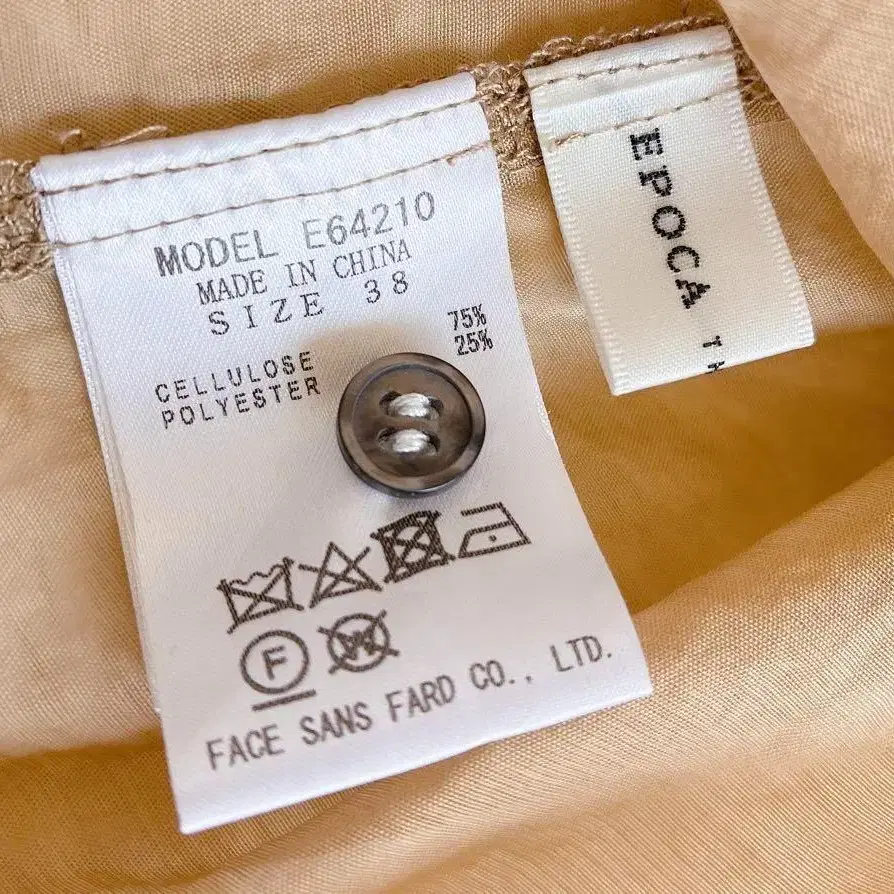 MODEL E64210
MADE IN CHINA
SIZE 38
CELLULOSE 75%
POLYESTER 25%
F
W
FACE SANS FARD CO., LTD.
EPOCA